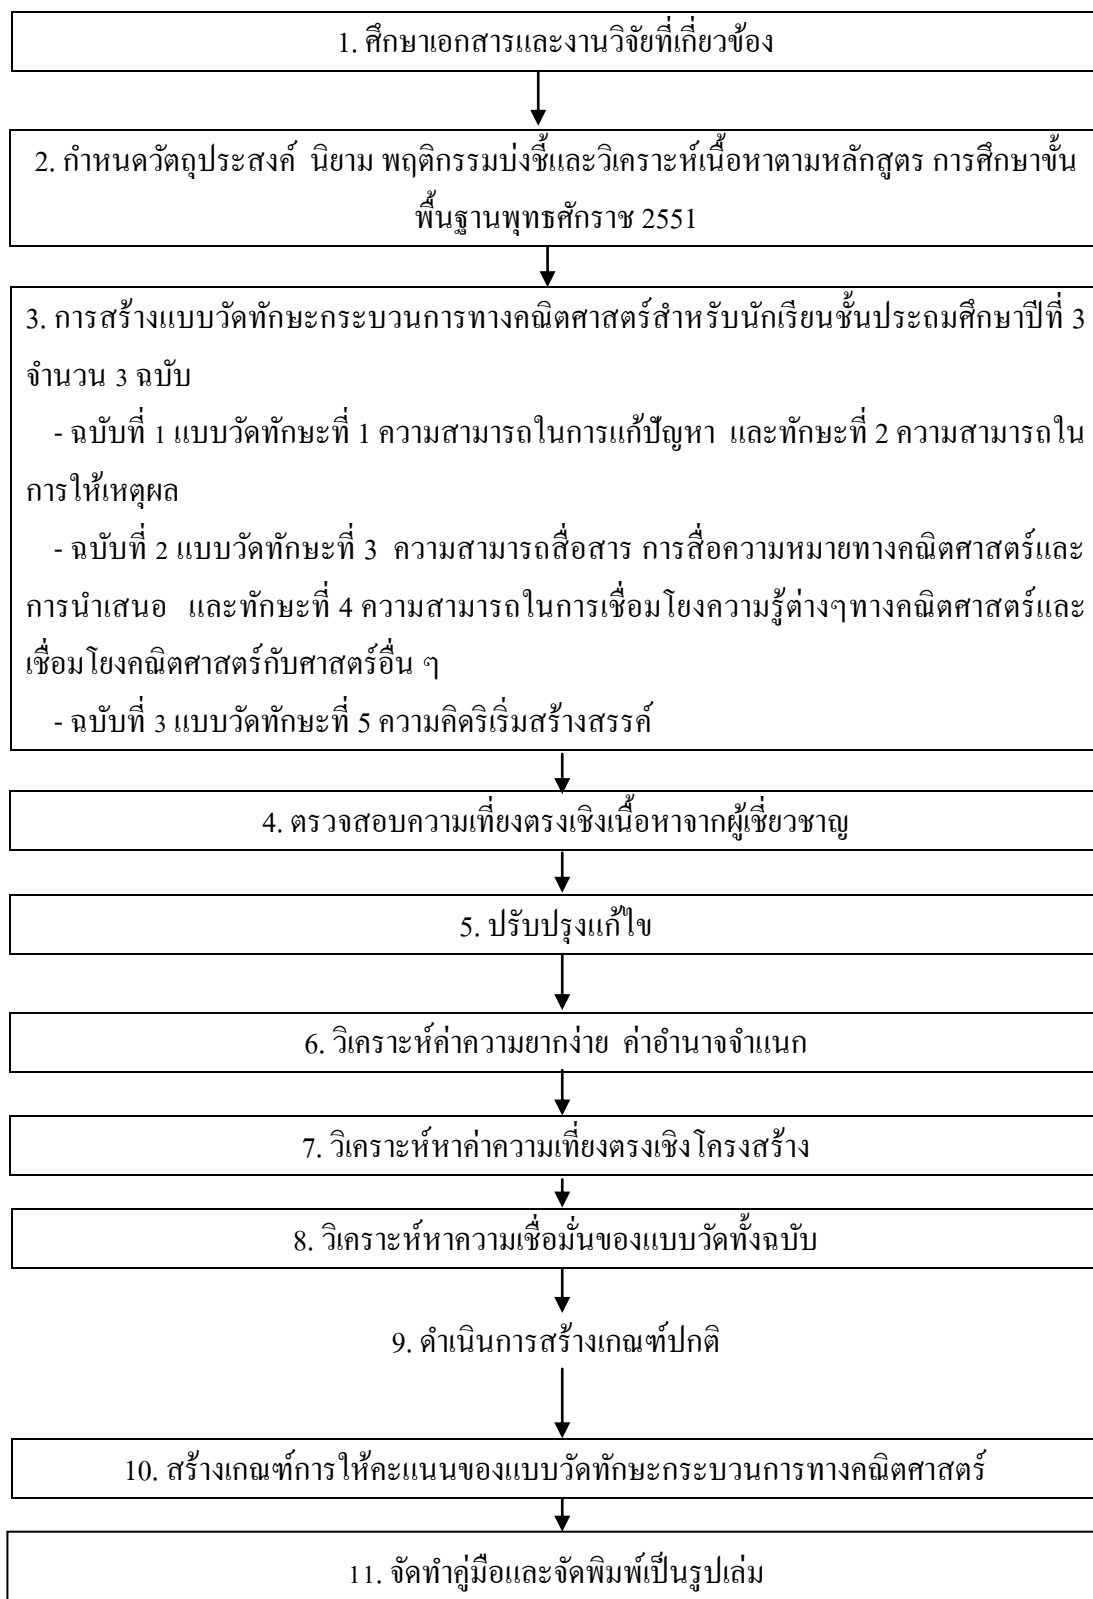 1. ศึกษาเอกสารและงานวิจัยที่เกี่ยวข้อง
2. กำหนดวัตถุประสงค์ นิยาม พฤติกรรมบ่งชี้และวิเคราะห์เนื้อหาตามหลักสูตร การศึกษาขั้น
พื้นฐานพุทธศักราช 2551
3. การสร้างแบบวัดทักษะกระบวนการทางคณิตศาสตร์สำหรับนักเรียนชั้นประถมศึกษาปีที่ 3
จำนวน 3 ฉบับ
- ฉบับที่ 1 แบบวัดทักษะที่ 1 ความสามารถในการแก้ปัญหา และทักษะที่ 2 ความสามารถใน
การให้เหตุผล
- ฉบับที่ 2 แบบวัดทักษะที่ 3 ความสามารถสื่อสาร การสื่อความหมายทางคณิตศาสตร์และ
การนำเสนอ และทักษะที่ 4 ความสามารถในการเชื่อมโยงความรู้ต่างๆทางคณิตศาสตร์และ
เชื่อมโยงคณิตศาสตร์กับศาสตร์อื่น ๆ
- ฉบับที่ 3 แบบวัดทักษะที่ 5 ความคิดริเริ่มสร้างสรรค์
4. ตรวจสอบความเที่ยงตรงเชิงเนื้อหาจากผู้เชี่ยวชาญ
5. ปรับปรุงแก้ไข
6. วิเคราะห์ค่าความยากง่าย ค่าอำนาจจำแนก
7. วิเคราะห์หาค่าความเที่ยงตรงเชิงโครงสร้าง
8. วิเคราะห์หาความเชื่อมั่นของแบบวัดทั้งฉบับ
9. ดำเนินการสร้างเกณฑ์ปกติ
10. สร้างเกณฑ์การให้คะแนนของแบบวัดทักษะกระบวนการทางคณิตศาสตร์
11. จัดทำคู่มือและจัดพิมพ์เป็นรูปเล่ม